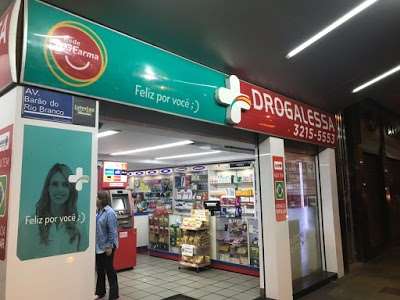 Rede
Farma
Feliz por você ;)
DROGALESSA
3215-5553
AV.
Barão do
Rio Branco
Feliz por você ;)